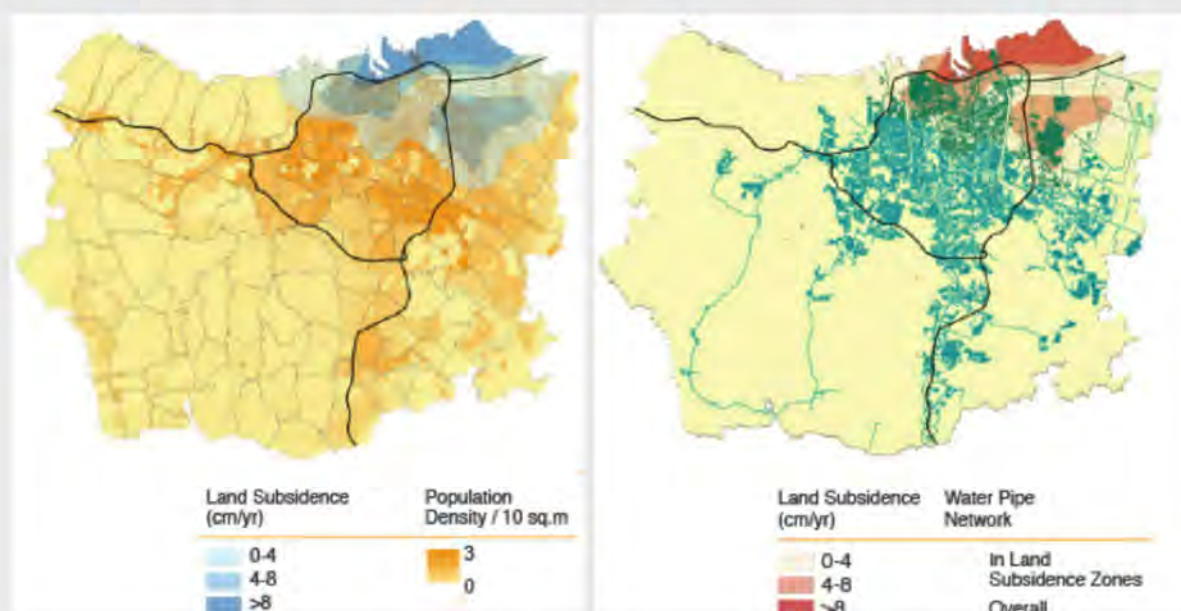 Land Subsidence
(cm/yr)
0-4
4-8
>8
Population
Density / 10 sq.m
3
0
Land Subsidence
(cm/yr)
0-4
4-8
>8
Water Pipe
Network
In Land
Subsidence Zones
Overall